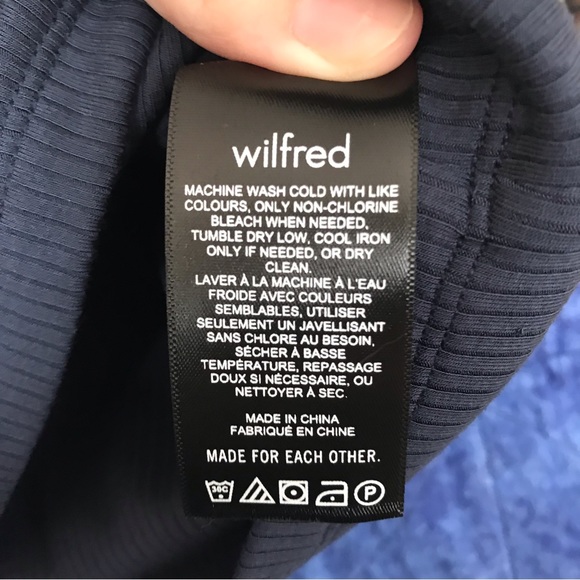 wilfred
MACHINE WASH COLD WITH LIKE
COLOURS, ONLY NON-CHLORINE
BLEACH WHEN NEEDED,
TUMBLE DRY LOW, COOL IRON
ONLY IF NEEDED, OR DRY
CLEAN.
LAVER À LA MACHINE À L'EAU
FROIDE AVEC COULEURS
SEMBLABLES, UTILISER
SEULEMENT UN JAVELLISANT
SANS CHLORE AU BESOIN,
SÉCHER À BASSE
TEMPÉRATURE, REPASSAGE
DOUX SI NÉCESSAIRE, OU
NETTOYER À SEC.
MADE IN CHINA
FABRIQUÉ EN CHINE
MADE FOR EACH OTHER.
30C P